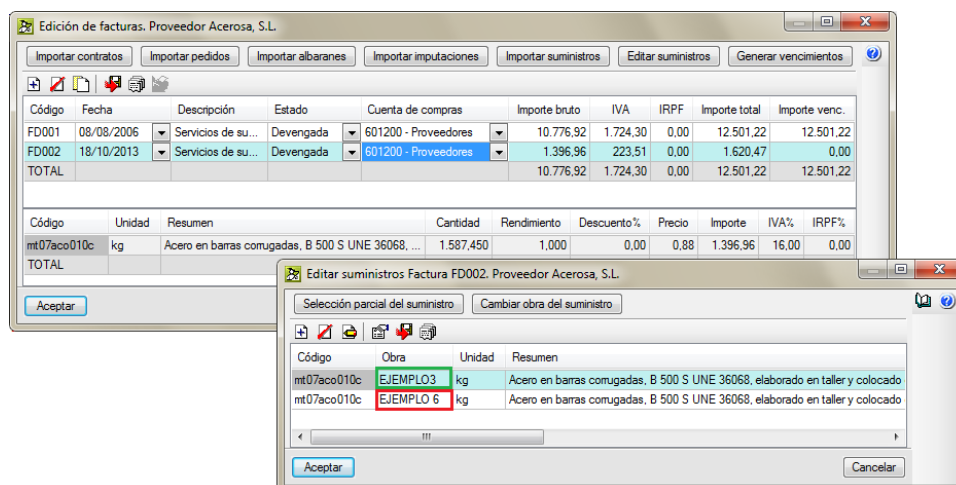 Edición de facturas. Proveedor Acerosa, S.L.
Importar contratos Importar pedidos Importar albaranes Importar imputaciones Importar suministros Editar suministros Generar vencimientos
Código Fecha Descripción Estado Cuenta de compras Importe bruto IVA IRPF Importe total Importe venc.
FD001 08/08/2006 Servicios de su... Devengada 601200 - Proveedores 10.776,92 1.724,30 0,00 12.501,22 12.501,22
FD002 18/10/2013 Servicios de su... Devengada 601200 - Proveedores 1.396,96 223,51 0,00 1.620,47 0,00
TOTAL 10.776,92 1.724,30 0,00 12.501,22 12.501,22
Código Unidad Resumen Cantidad Rendimiento Descuento% Precio Importe IVA% IRPF%
mt07aco010c kg Acero en barras corrugadas, B 500 S UNE 36068, ... 1.587,450 1,000 0,00 0,88 1.396,96 16,00 0,00
TOTAL
Aceptar
Editar suministros Factura FD002. Proveedor Acerosa, S.L.
Selección parcial del suministro Cambiar obra del suministro
Código Obra Unidad Resumen
mt07aco010c EJEMPLO3 kg Acero en barras corrugadas, B 500 S UNE 36068, elaborado en taller y colocado
mt07aco010c EJEMPLO 6 kg Acero en barras corrugadas, B 500 S UNE 36068, elaborado en taller y colocado
Aceptar Cancelar